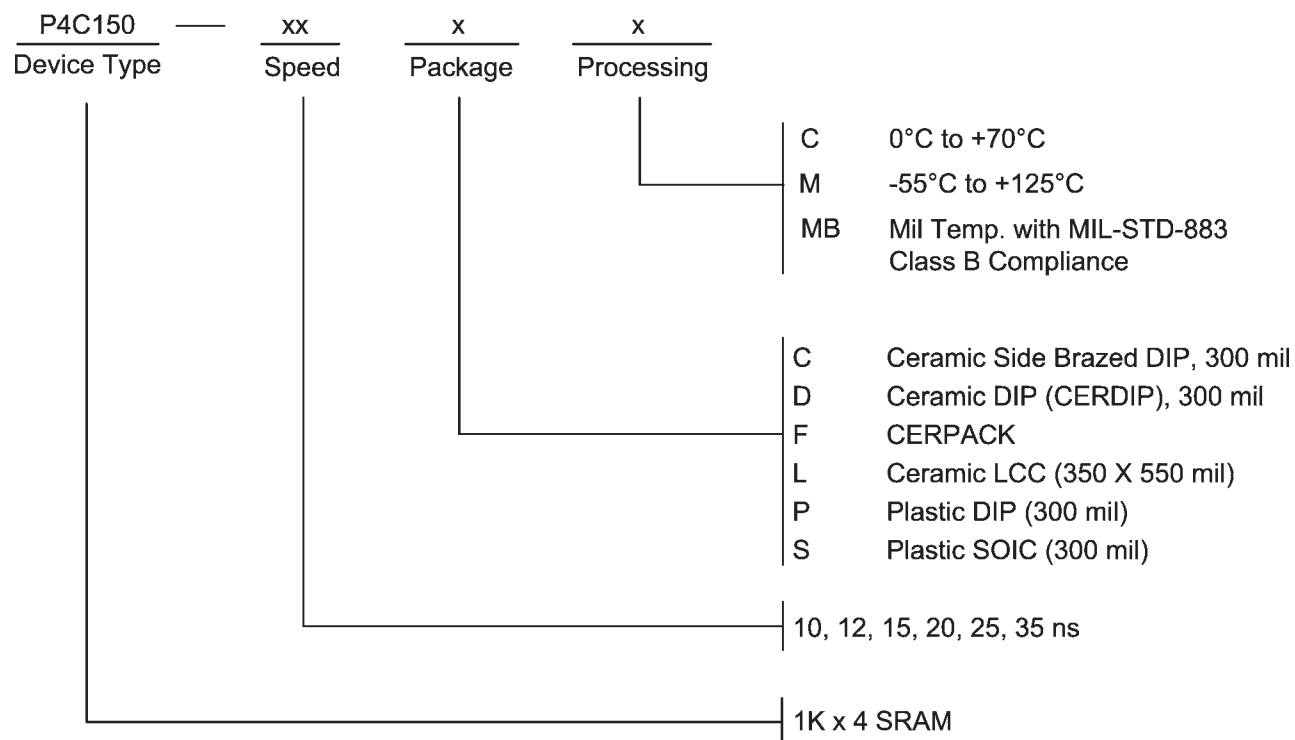 P4C150 — xx x x
Device Type Speed Package Processing
C 0°C to +70°C
M -55°C to +125°C
MB Mil Temp. with MIL-STD-883
Class B Compliance
C Ceramic Side Brazed DIP, 300 mil
D Ceramic DIP (CERDIP), 300 mil
F CERPACK
L Ceramic LCC (350 X 550 mil)
P Plastic DIP (300 mil)
S Plastic SOIC (300 mil)
10, 12, 15, 20, 25, 35 ns
1K x 4 SRAM